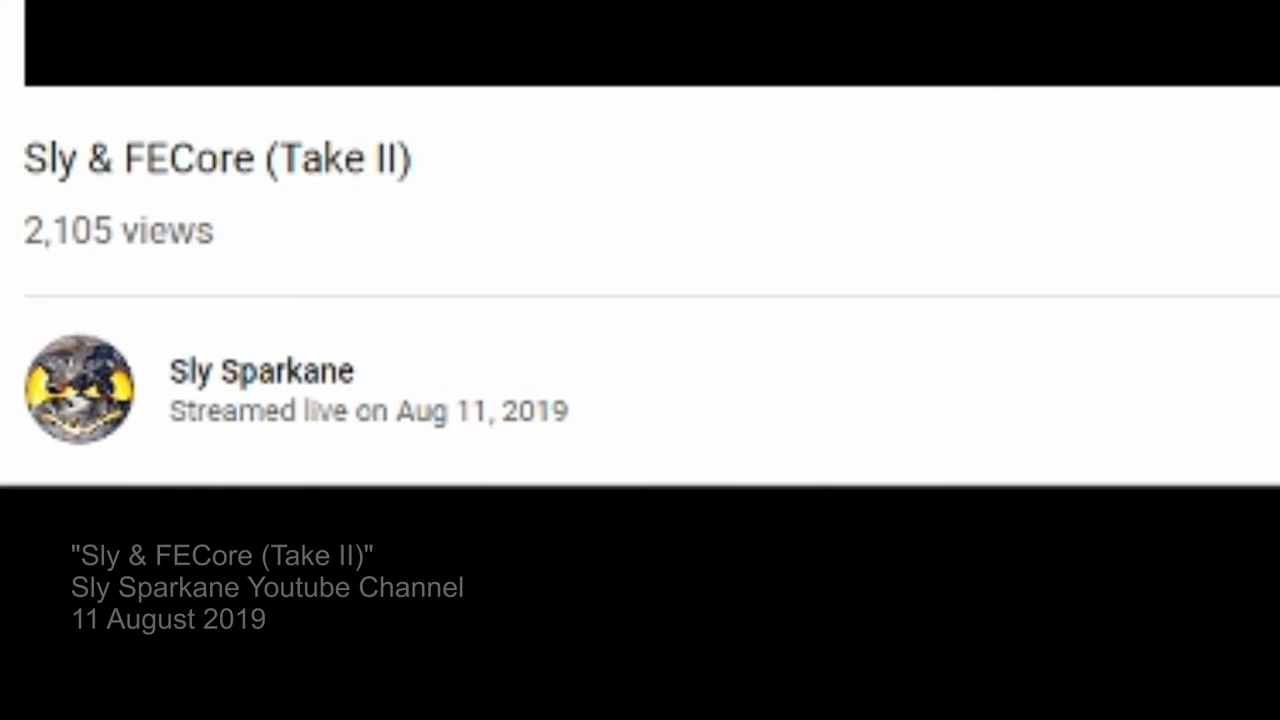 Sly & FECore (Take II)
2,105 views
Sly Sparkane
Streamed live on Aug 11, 2019
"Sly & FECore (Take II)"
Sly Sparkane Youtube Channel
11 August 2019